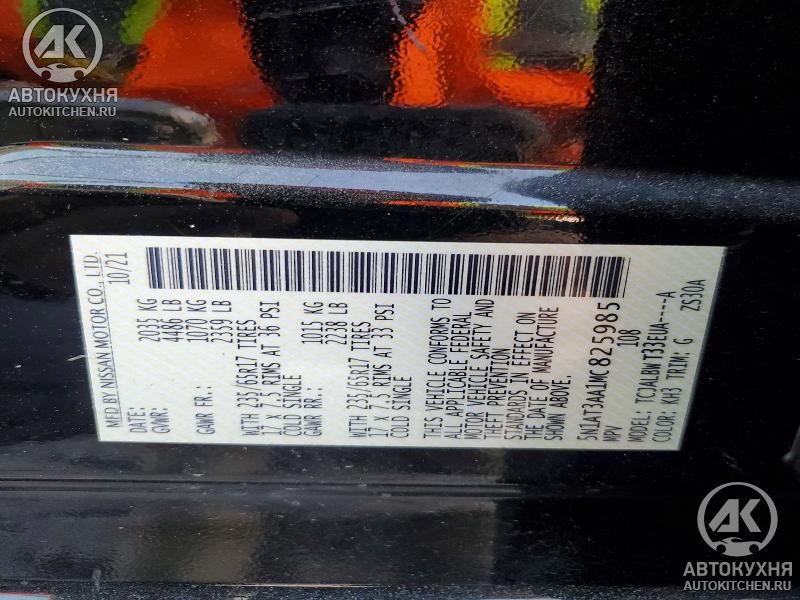 AK
АВТОКУХНЯ
AUTOKITCHEN.RU
MFD BY NISSAN MOTOR CO., LTD.
10/21
GVWR: 2035 KG
4486 LB
GAWR FR.: 1070 KG
2359 LB
WITH 235/65R17 TIRES
17 X 7.5 RIMS AT 36 PSI
COLD SINGLE
GAWR RR.: 1015 KG
2238 LB
WITH 235/65R17 TIRES
17 X 7.5 RIMS AT 33 PSI
COLD SINGLE
THIS VEHICLE CONFORMS TO
ALL APPLICABLE FEDERAL
MOTOR VEHICLE SAFETY AND
THEFT PREVENTION
STANDARDS IN EFFECT ON
THE DATE OF MANUFACTURE
SHOWN ABOVE.
5N1AT3AA1MC825985
MPV 108
MODEL: TCXALBWT33EUA----A
COLOR: KH3 TRIM: G ZS30A
AK
АВТОКУХНЯ
AUTOKITCHEN.RU